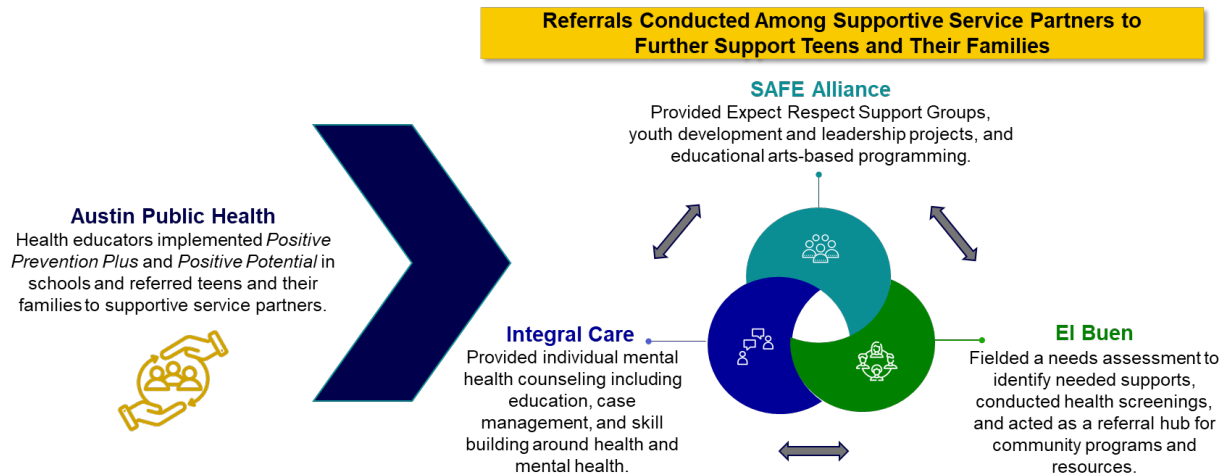 Referrals Conducted Among Supportive Service Partners to
Further Support Teens and Their Families
SAFE Alliance
Provided Expect Respect Support Groups,
youth development and leadership projects, and
educational arts-based programming.
Austin Public Health
Health educators implemented Positive
Prevention Plus and Positive Potential in
schools and referred teens and their
families to supportive service partners.
Integral Care
Provided individual mental
health counseling including
education, case
management, and skill
building around health and
mental health.
El Buen
Fielded a needs assessment to
identify needed supports,
conducted health screenings,
and acted as a referral hub for
community programs and
resources.